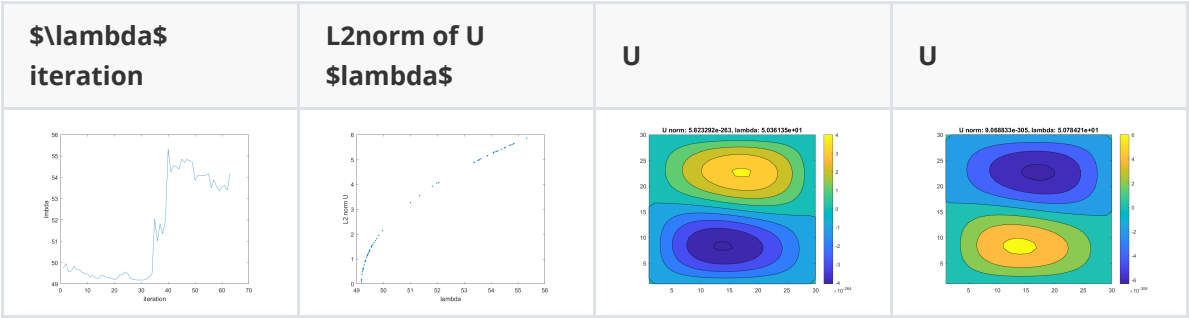 $\lambda$
iteration
L2norm of U
$lambda$
U
U
56
55
54
53
52
51
50
49
0 10 20 30 40 50 60 70
lmbda
iteration
6
5
4
3
2
1
0
49 50 51 52 53 54 55 56
L2 norm U
lambda
U norm: 5.823292e-263, lambda: 5.036135e+01
30
25
20
15
10
5
5 10 15 20 25 30
4
3
2
1
0
-1
-2
-3
-4
×10^-264
U norm: 9.068833e-305, lambda: 5.078421e+01
30
25
20
15
10
5
5 10 15 20 25 30
6
4
2
0
-2
-4
-6